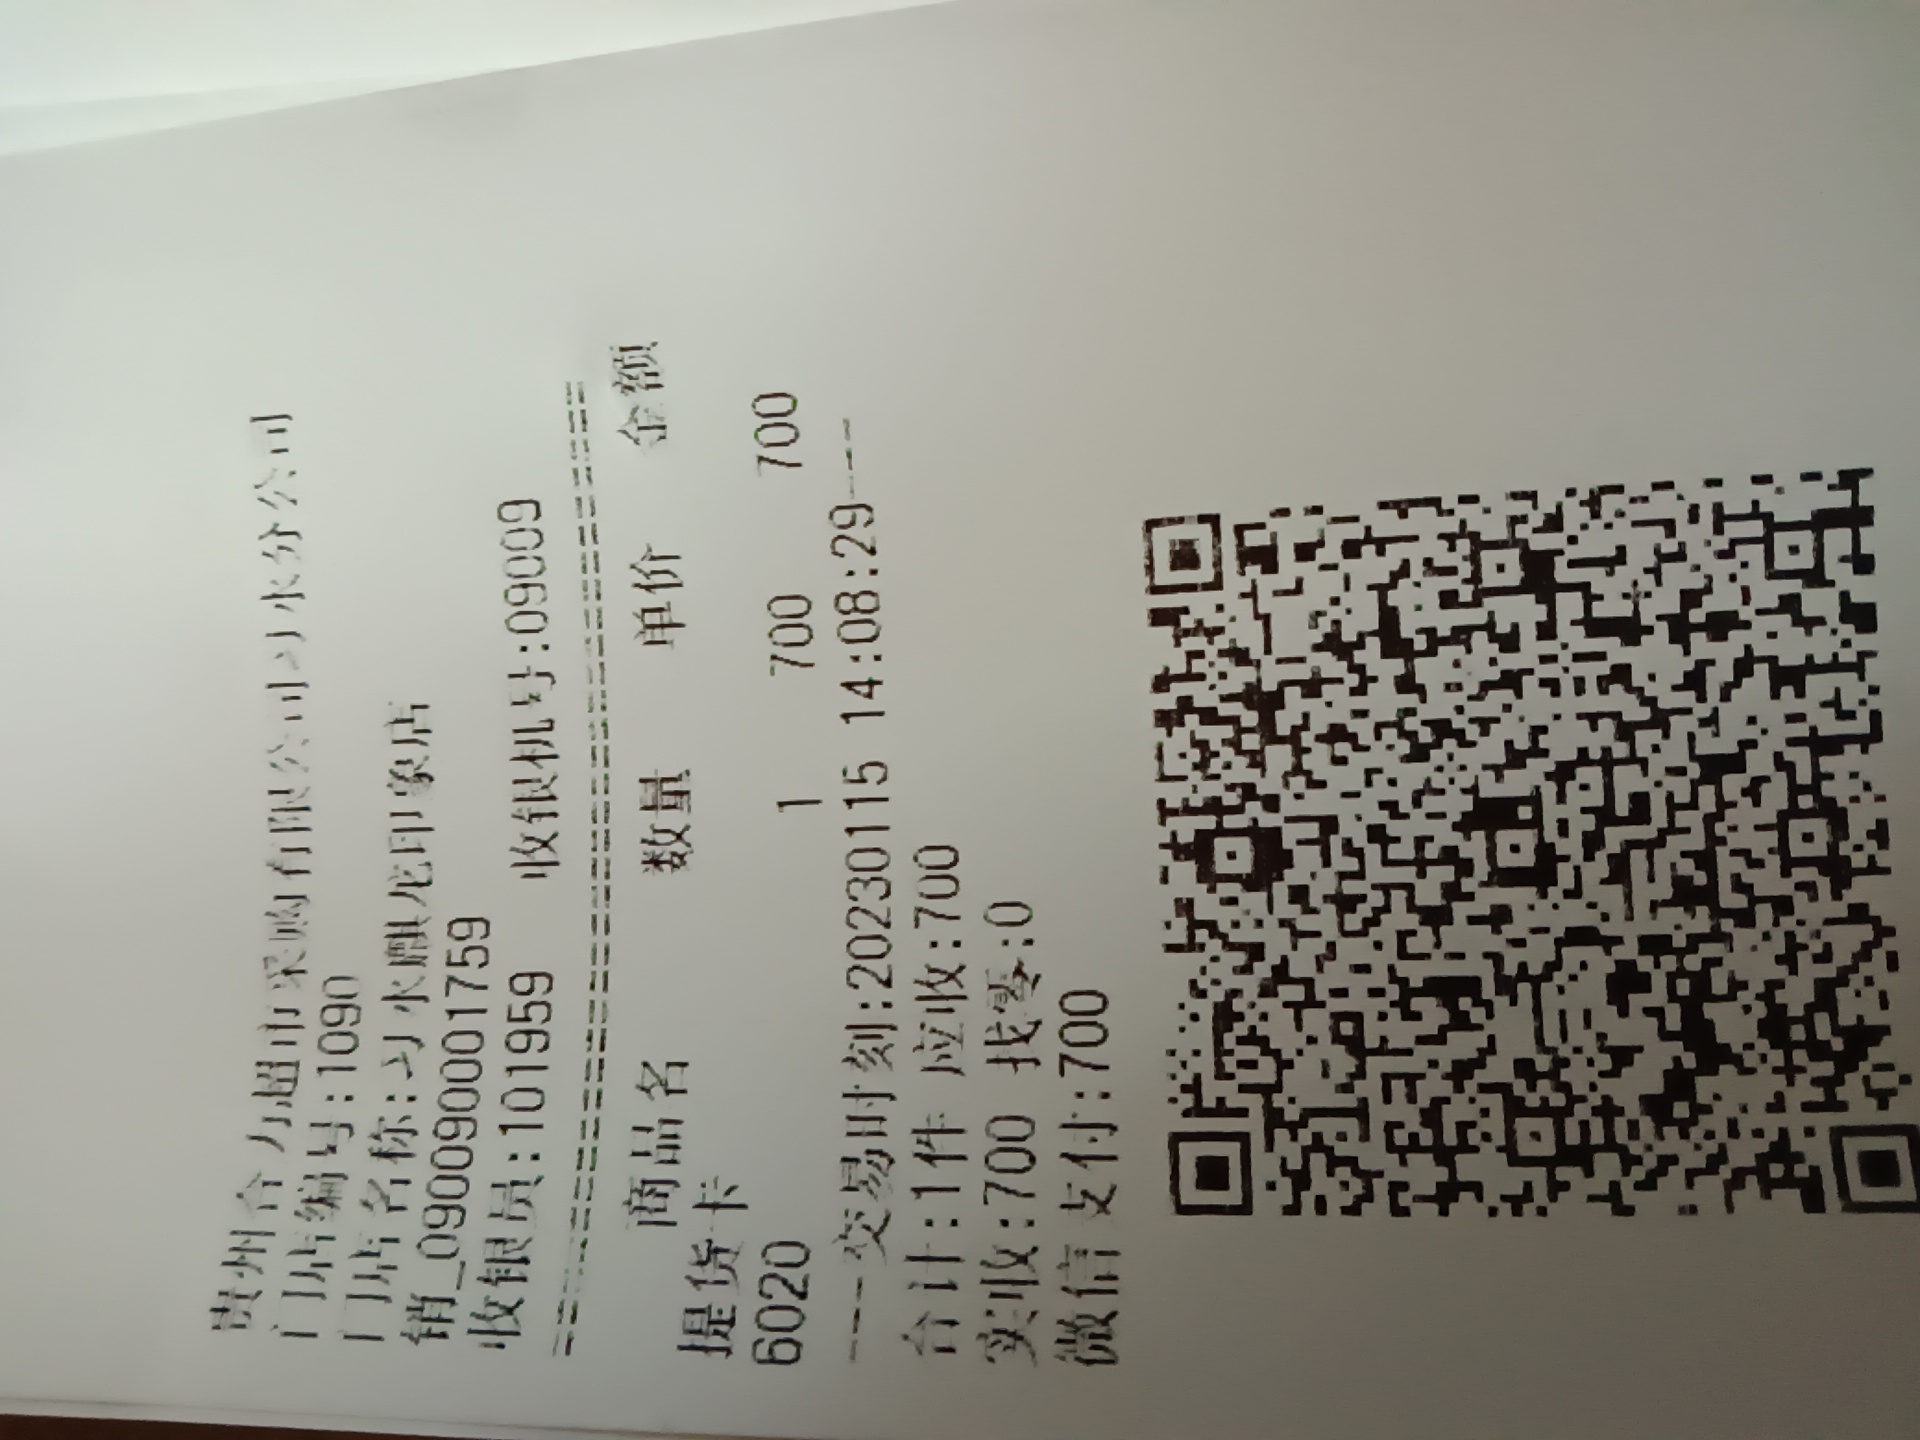 贵州合力超市采购有限公司习水分公司
门店编号:1090
门店名称:习水麒龙印象店
销_090090001759
收银员:101959 收银机号:09009
==============================
商品名 数量 单价 金额
提货卡
6020 1 700 700
---交易时刻:20230115 14:08:29---
合计:1件 应收:700
实收:700 找零:0
微信支付:700